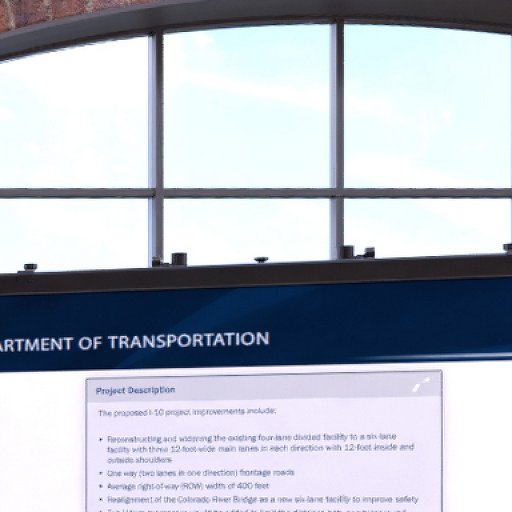 ARTMENT OF TRANSPORTATION
Project Description
The proposed I-10 project improvements include:
• Reconstructing and widening the existing four-lane divided facility to a six-lane
facility with three 12-foot-wide main lanes in each direction with 12-foot inside and
outside shoulders
• One way (two lanes in one direction) frontage roads
• Average right-of-way (ROW) width of 400 feet
• Realignment of the Colorado River Bridge as a new six-lane facility to improve safety